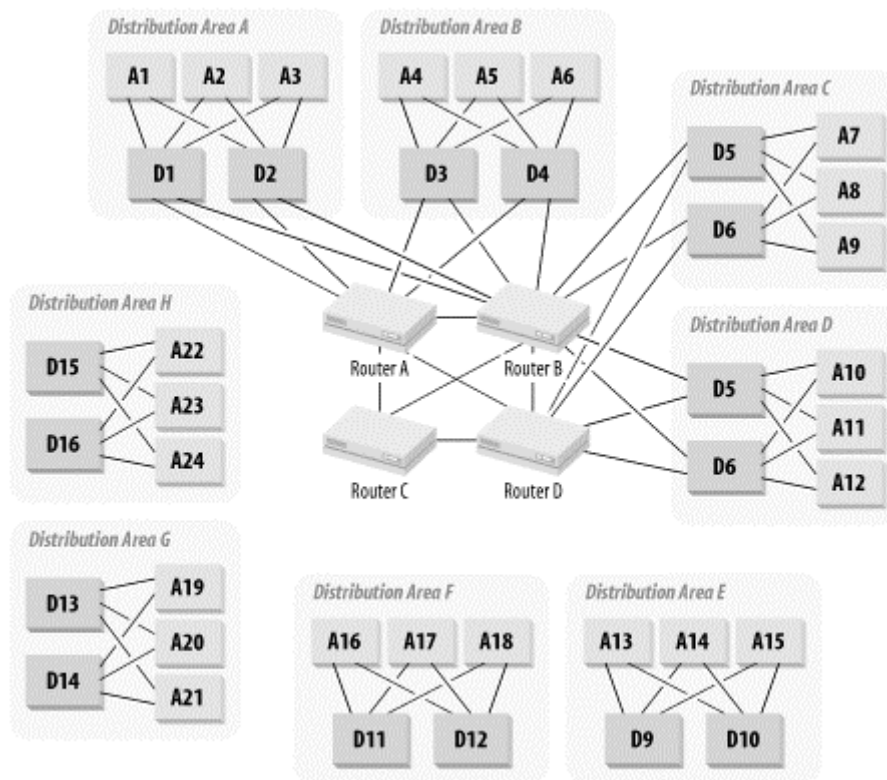 Distribution Area A
A1 A2 A3
D1 D2
Distribution Area B
A4 A5 A6
D3 D4
Distribution Area C
D5 A7
A8
D6 A9
Distribution Area H
D15 A22
A23
D16 A24
Router A Router B
Router C Router D
Distribution Area D
D5 A10
A11
D6 A12
Distribution Area G
D13 A19
A20
D14 A21
Distribution Area F
A16 A17 A18
D11 D12
Distribution Area E
A13 A14 A15
D9 D10